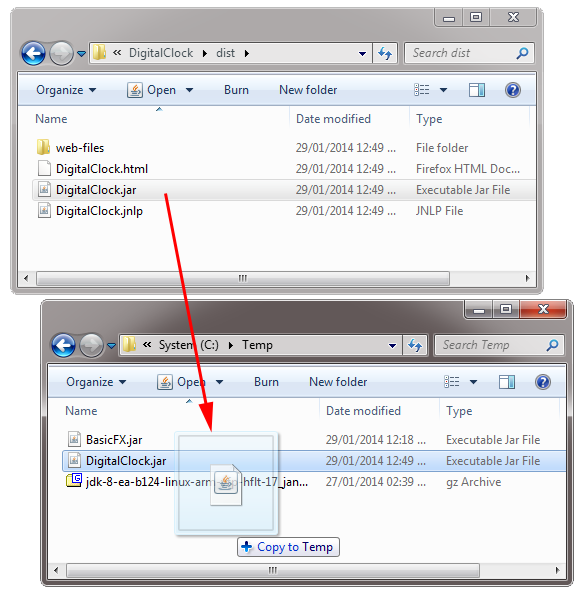 « DigitalClock ▸ dist ▸ Search dist
Organize Open Burn New folder
Name Date modified Type
web-files 29/01/2014 12:49 ... File folder
DigitalClock.html 29/01/2014 12:49 ... Firefox HTML Doc...
DigitalClock.jar 29/01/2014 12:49 ... Executable Jar File
DigitalClock.jnlp 29/01/2014 12:49 ... JNLP File
« System (C:) ▸ Temp Search Temp
Organize Open Burn New folder
Name Date modified Type
BasicFX.jar 29/01/2014 12:18 ... Executable Jar File
DigitalClock.jar 29/01/2014 12:49 ... Executable Jar File
jdk-8-ea-b124-linux-arm-vfp-hflt-17_jan... 27/01/2014 02:39 ... gz Archive
Copy to Temp